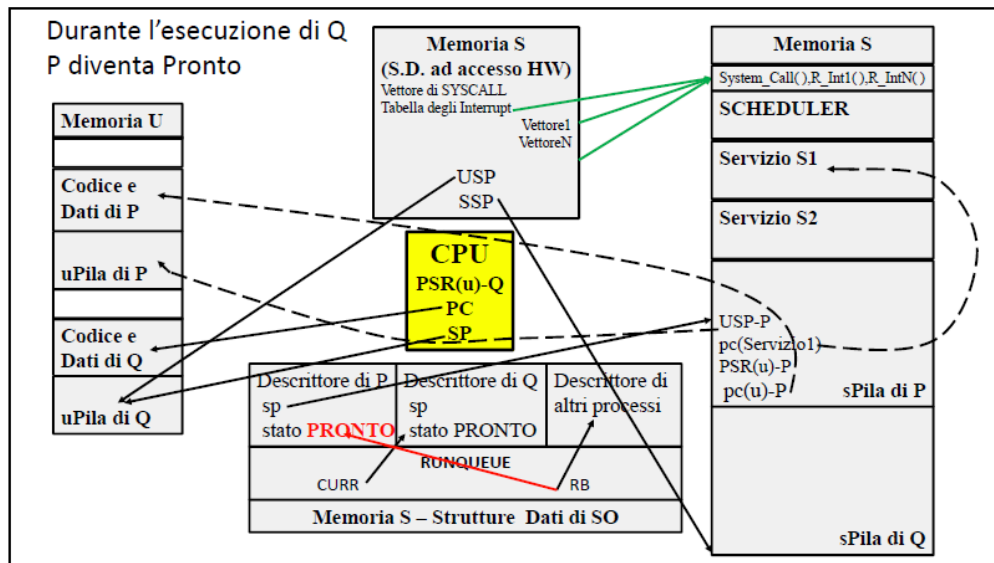 Durante l'esecuzione di Q
P diventa Pronto
Memoria U
Codice e
Dati di P
uPila di P
Codice e
Dati di Q
uPila di Q
Memoria S
(S.D. ad accesso HW)
Vettore di SYSCALL
Tabella degli Interrupt
Vettore1
VettoreN
USP
SSP
CPU
PSR(u)-Q
PC
SP
Descrittore di P
sp
stato PRONTO
Descrittore di Q
sp
stato PRONTO
Descrittore di
altri processi
RUNQUEUE
CURR
RB
Memoria S – Strutture Dati di SO
Memoria S
System_Call(),R_Int1(),R_IntN()
SCHEDULER
Servizio S1
Servizio S2
USP-P
pc(Servizio1)
PSR(u)-P
pc(u)-P
sPila di P
sPila di Q